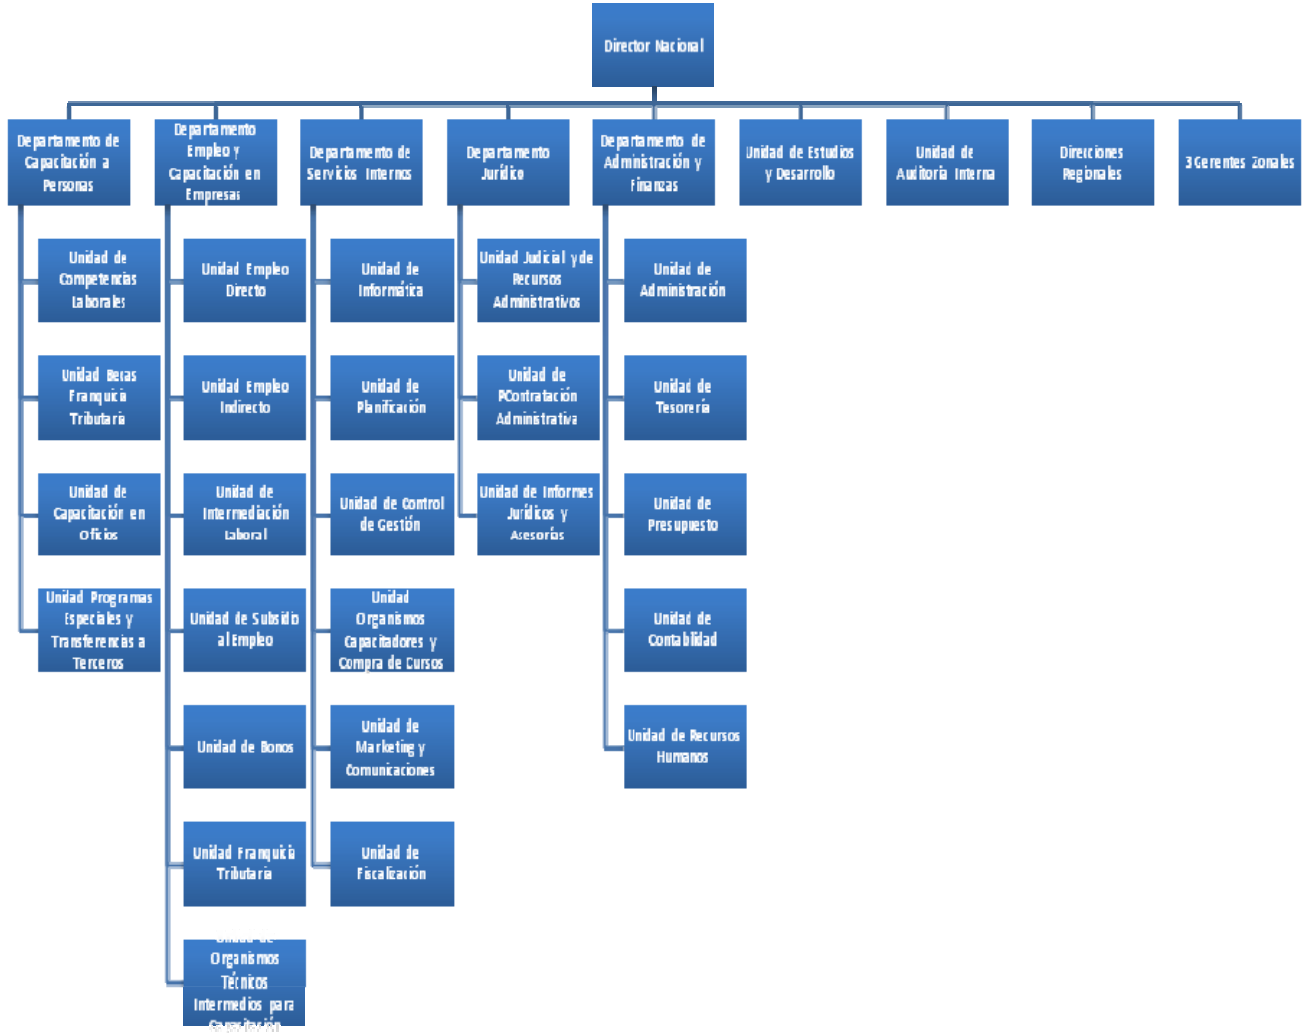 Director Nacional
Departamento de
Capacitación a
Personas
Departamento
Empleo y
Capacitación en
Empresas
Departamento de
Servicios Internos
Departamento
Jurídico
Departamento de
Administración y
Finanzas
Unidad de Estudios
y Desarrollo
Unidad de
Auditoria Interna
Direcciones
Regionales
3 Gerentes Zonales
Unidad de
Competencias
Laborales
Unidad Becas
Franquicia
Tributaria
Unidad de
Capacitación en
Oficios
Unidad Programas
Especiales y
Transferencias a
Terceros
Unidad Empleo
Directo
Unidad Empleo
Indirecto
Unidad de
Intermediación
Laboral
Unidad de Subsidio
al Empleo
Unidad de Bonos
Unidad Franquicia
Tributaria
Unidad de
Organismos
Técnicos
Intermedios para
Capacitación
Unidad de
Informática
Unidad de
Planificación
Unidad de Control
de Gestión
Unidad
Organismos
Capacitadores y
Compra de Cursos
Unidad de
Marketing y
Comunicaciones
Unidad de
Fiscalización
Unidad Judicial y de
Recursos
Administrativos
Unidad de
PContratación
Administrativa
Unidad de Informes
Jurídicos y
Asesorías
Unidad de
Administración
Unidad de
Tesorería
Unidad de
Presupuesto
Unidad de
Contablidad
Unidad de Recursos
Humanos